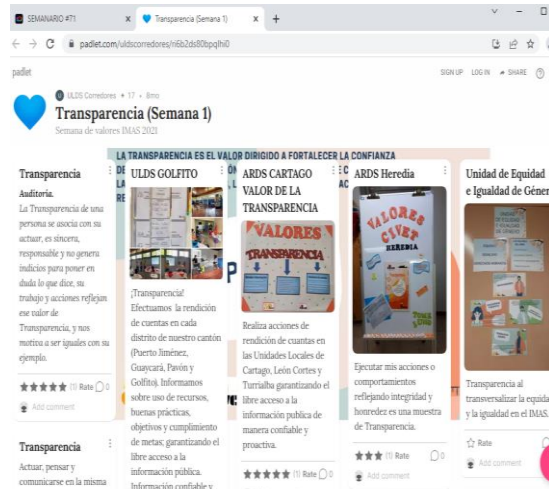 SEMANARIO #71
Transparencia (Semana 1)
padlet.com/uldscorredores/ri6b2ds80bpqlhi0
padlet
SIGN UP
LOG IN
SHARE
ULDS Corredores + 17 • 8mo
Transparencia (Semana 1)
Semana de valores IMAS 2021
LA TRANSPARENCIA ES EL VALOR DIRIGIDO A FORTALECER LA CONFIANZA
Transparencia
Auditoría.
La Transparencia de una
persona se asocia con su
actuar, es sincera,
responsable y no genera
indicios para poner en
duda lo que dice, su
trabajo y acciones reflejan
ese valor de
Transparencia, y nos
motiva a ser iguales con su
ejemplo.
(1) Rate 0
Add comment
Transparencia
Actuar, pensar y
comunicarse en la misma
ULDS GOLFITO
¡Transparencia!
Efectuamos la rendición
de cuentas en cada
distrito de nuestro cantón
(Puerto Jiménez,
Guaycará, Pavón y
Golfito). Informamos
sobre uso de recursos,
buenas prácticas,
objetivos y cumplimiento
de metas; garantizando el
libre acceso a la
información pública.
Información confiable y
ARDS CARTAGO
VALOR DE LA
TRANSPARENCIA
VALORES
TRANSPARENCIA
Realiza acciones de
rendición de cuantas en
las Unidades Locales de
Cartago, León Cortes y
Turrialba garantizando el
libre acceso a la
información publica de
manera confiable y
proactiva.
(1) Rate 0
ARDS Heredia
VALORES
CIVET
HEREDIA
Ejecutar mis acciones o
comportamientos
reflejando integridad y
honredez es una muestra
de Transparencia.
(1) Rate 0
Add comment
Unidad de Equidad
e Igualdad de Géner
Transparencia al
transversalizar la equida
y la igualdad en el IMAS.
Rate
Add comment